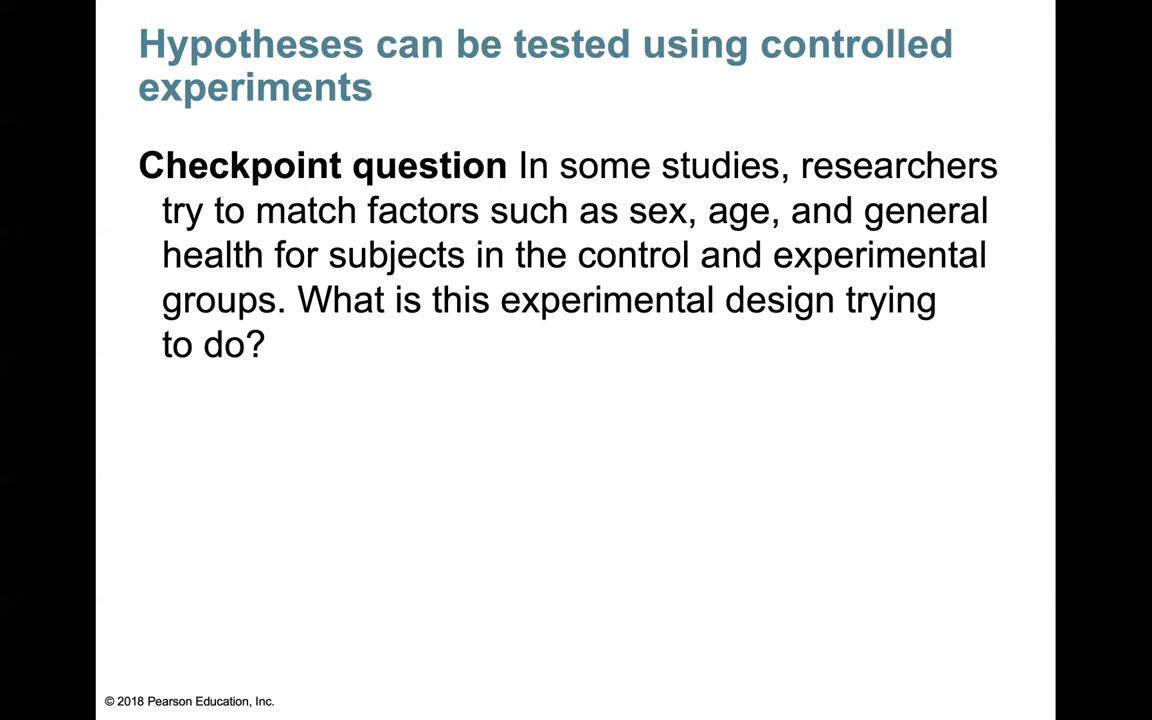 Hypotheses can be tested using controlled
experiments
Checkpoint question In some studies, researchers
try to match factors such as sex, age, and general
health for subjects in the control and experimental
groups. What is this experimental design trying
to do?
© 2018 Pearson Education, Inc.